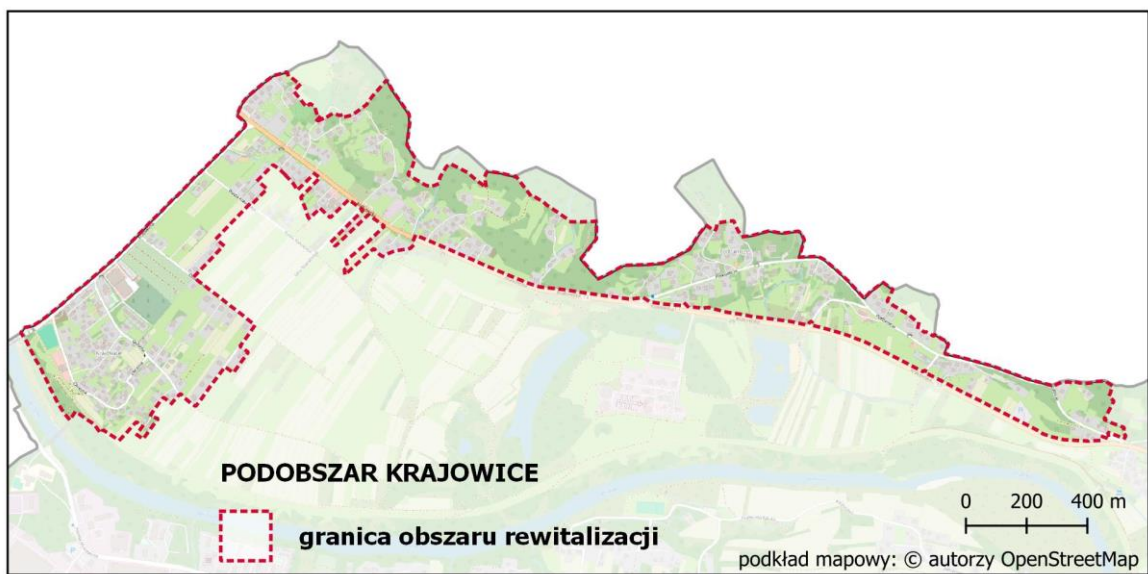 PODOBSZAR KRAJOWICE
granica obszaru rewitalizacji
0 200 400 m
podkład mapowy: © autorzy OpenStreetMap